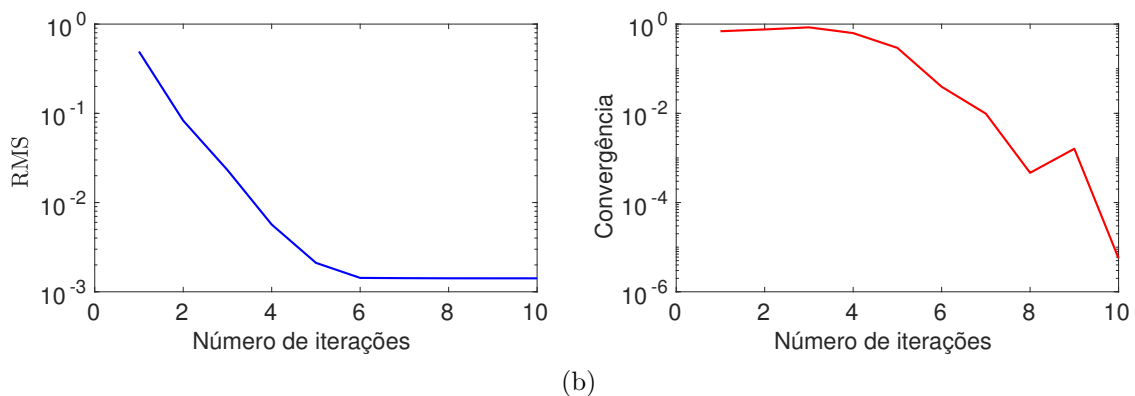 10^0
10^-1
10^-2
10^-3
RMS
0 2 4 6 8 10
Número de iterações
10^0
10^-2
10^-4
10^-6
Convergência
0 2 4 6 8 10
Número de iterações
(b)